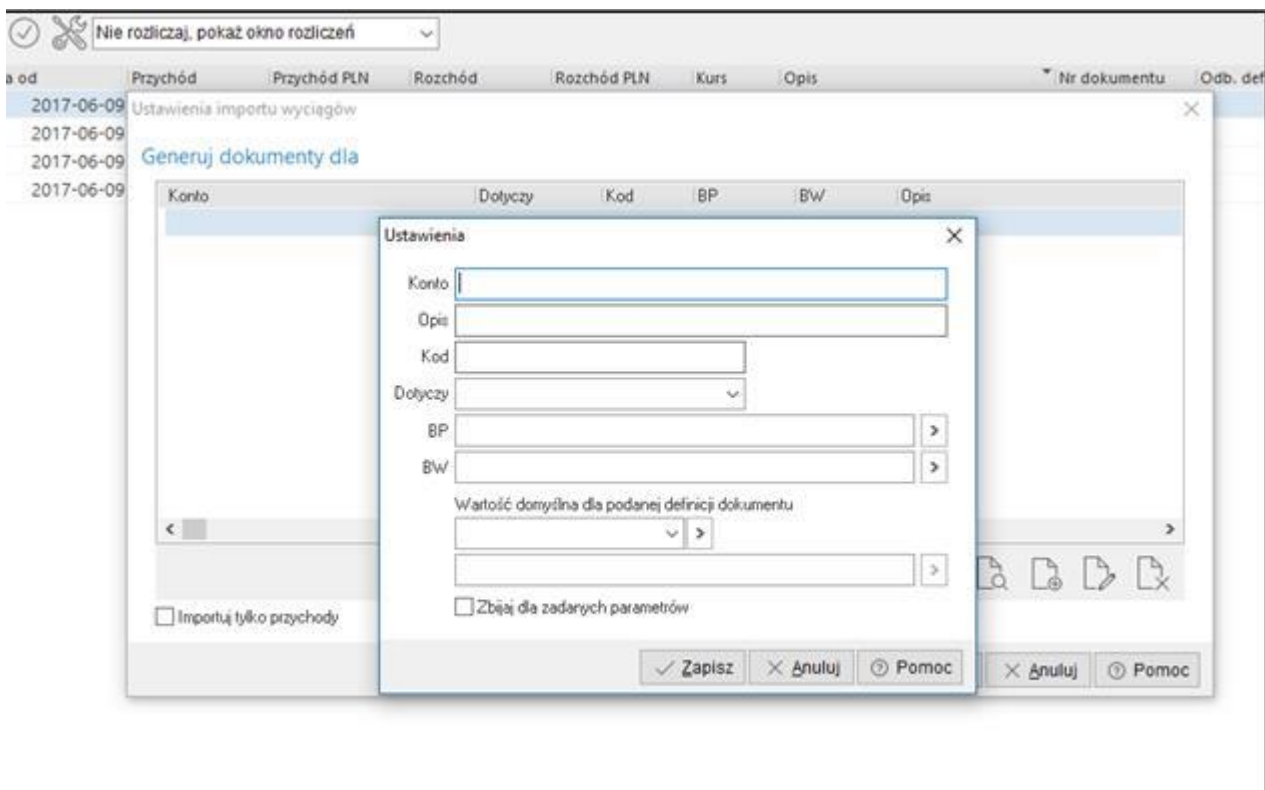 Nie rozliczaj, pokaż okno rozliczeń
a od Przychód Przychód PLN Rozchód Rozchód PLN Kurs Opis Nr dokumentu Odb. def
2017-06-09
2017-06-09
2017-06-09
2017-06-09
Ustawienia importu wyciągów
Generuj dokumenty dla
Konto Dotyczy Kod BP BW Opis
Ustawienia
Konto
Opis
Kod
Dotyczy
BP
BW
Wartość domyślna dla podanej definicji dokumentu
Zbijaj dla zadanych parametrów
Zapisz Anuluj Pomoc
Importuj tylko przychody
Anuluj Pomoc